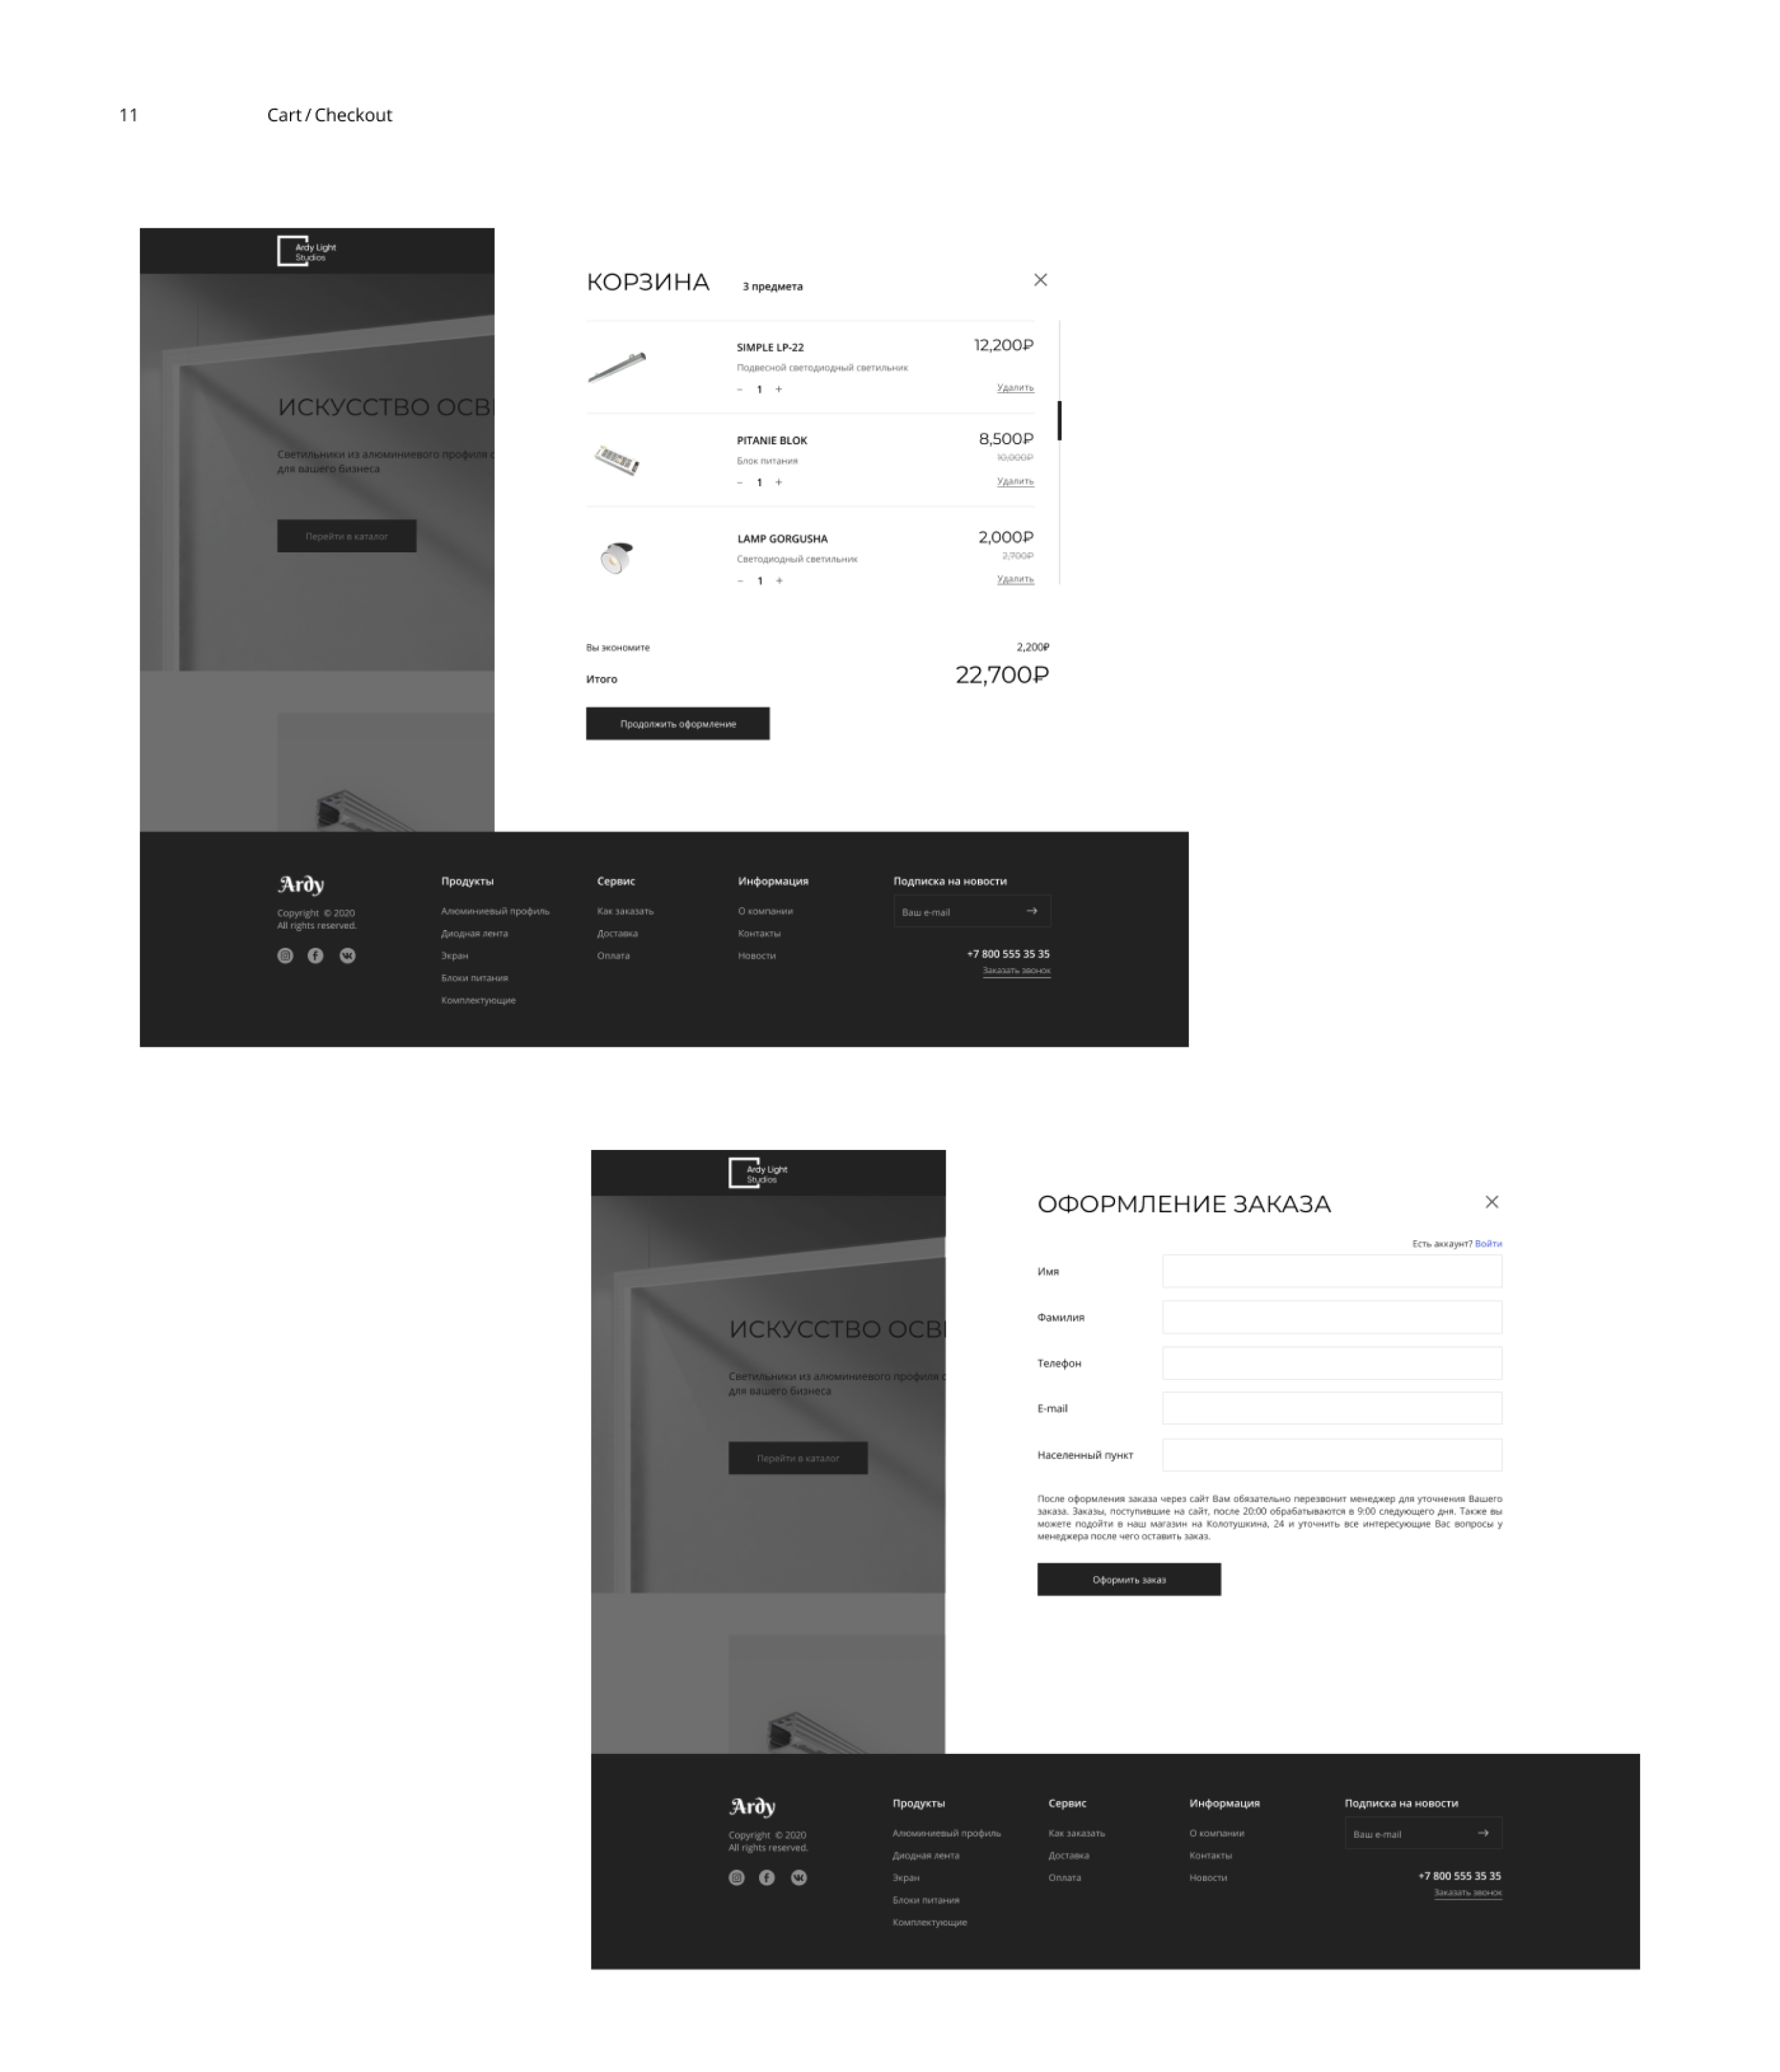 11
Cart / Checkout
Ardy Light
Studios
ИСКУССТВО ОСВ
Светильники из алюминиевого профиля
для вашего бизнеса
Перейти в каталог
КОРЗИНА
3 предмета
SIMPLE LP-22
12,200₽
Подвесной светодиодный светильник
– 1 +
Удалить
PITANIE BLOK
8,500₽
Блок питания
10,000₽
– 1 +
Удалить
LAMP GORGUSHA
2,000₽
Светодиодный светильник
2,700₽
– 1 +
Удалить
Вы экономите
2,200₽
Итого
22,700₽
Продолжить оформление
Ardy
Copyright © 2020
All rights reserved.
Продукты
Алюминиевый профиль
Диодная лента
Экран
Блоки питания
Комплектующие
Сервис
Как заказать
Доставка
Оплата
Информация
О компании
Контакты
Новости
Подписка на новости
Ваш e-mail
+7 800 555 35 35
Заказать звонок
Ardy Light
Studios
ИСКУССТВО ОСВ
Светильники из алюминиевого профиля
для вашего бизнеса
Перейти в каталог
ОФОРМЛЕНИЕ ЗАКАЗА
Есть аккаунт? Войти
Имя
Фамилия
Телефон
E-mail
Населенный пункт
После оформления заказа через сайт Вам обязательно перезвонит менеджер для уточнения Вашего
заказа. Заказы, поступившие на сайт, после 20:00 обрабатываются в 9:00 следующего дня. Также вы
можете подойти в наш магазин на Колотушкина, 24 и уточнить все интересующие Вас вопросы у
менеджера после чего оставить заказ.
Оформить заказ
Ardy
Copyright © 2020
All rights reserved.
Продукты
Алюминиевый профиль
Диодная лента
Экран
Блоки питания
Комплектующие
Сервис
Как заказать
Доставка
Оплата
Информация
О компании
Контакты
Новости
Подписка на новости
Ваш e-mail
+7 800 555 35 35
Заказать звонок